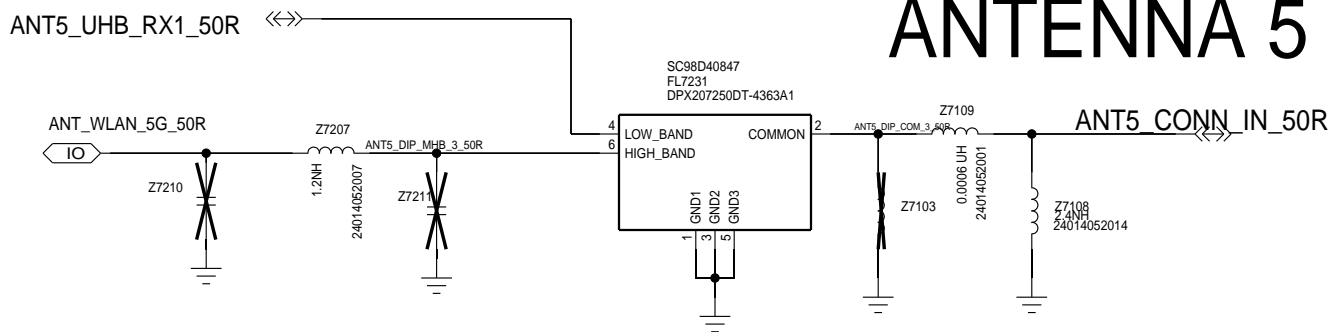 ANTENNA 5
ANT5_UHB_RX1_50R
SC98D40847
FL7231
DPX207250DT-4363A1
ANT_WLAN_5G_50R
IO
Z7210
Z7207
1.2NH
24014052007
ANT5_DIP_MHB_3_50R
Z7211
4
LOW_BAND
6
HIGH_BAND
COMMON
2
GND1
GND2
GND3
1
3
5
ANT5_DIP_COM_3_50R
Z7103
Z7109
0.0006 UH
24014052001
ANT5_CONN_IN_50R
Z7108
2.4NH
24014052014